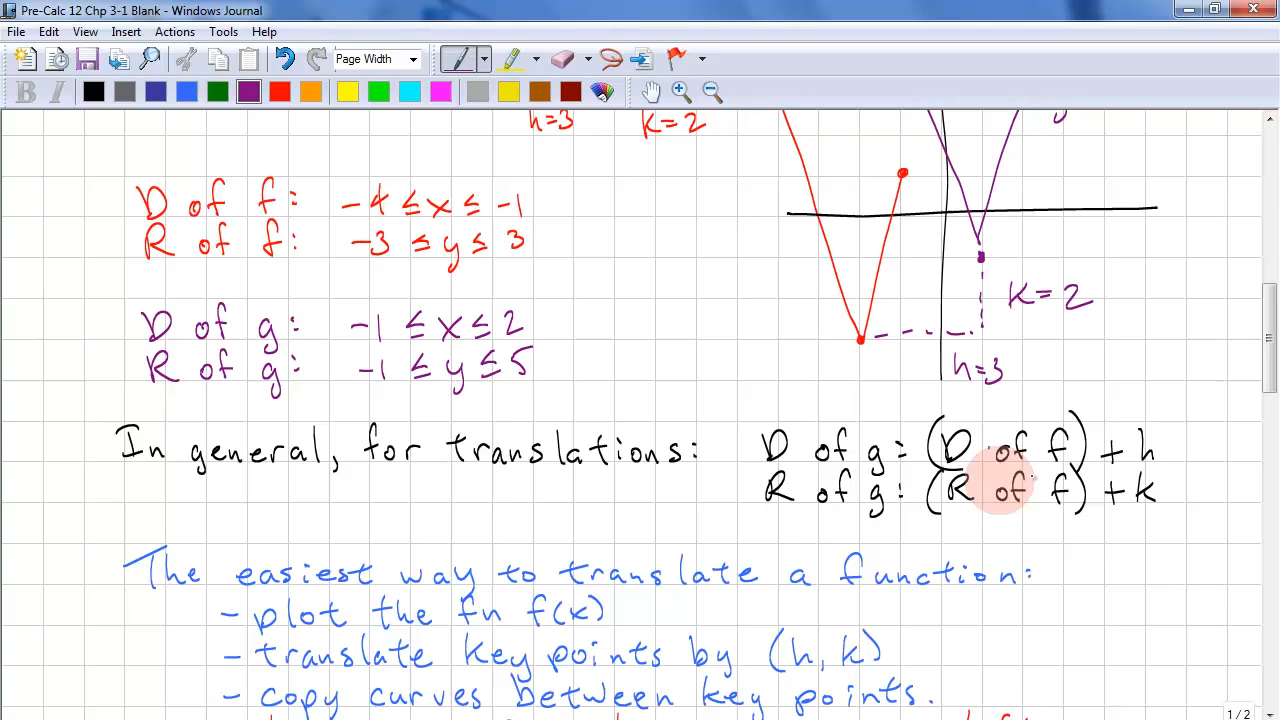 Pre-Calc 12 Chp 3-1 Blank - Windows Journal
File Edit View Insert Actions Tools Help
Page Width
B I
h=3 k=2
D of f: -4 ≤ x ≤ -1
R of f: -3 ≤ y ≤ 3
D of g: -1 ≤ x ≤ 2
R of g: -1 ≤ y ≤ 5
k=2
h=3
In general, for translations: D of g: (D of f) + h
R of g: (R of f) + k
The easiest way to translate a function:
- plot the fn f(x)
- translate key points by (h, k)
- copy curves between key points.
1/2